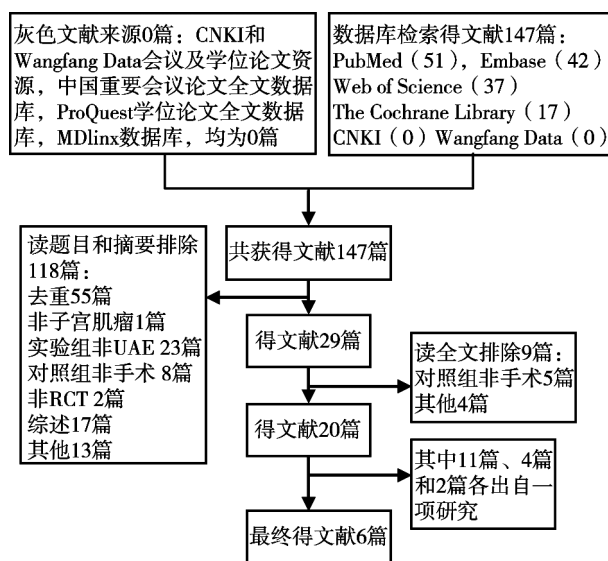 灰色文献来源0篇：CNKI和
Wangfang Data会议及学位论文资
源，中国重要会议论文全文数据
库，ProQuest学位论文全文数据
库，MDlinx数据库，均为0篇
数据库检索得文献147篇：
PubMed（51），Embase（42）
Web of Science（37）
The Cochrane Library（17）
CNKI（0）Wangfang Data（0）
共获得文献147篇
读题目和摘要排除
118篇：
去重55篇
非子宫肌瘤1篇
实验组非UAE 23篇
对照组非手术 8篇
非RCT 2篇
综述17篇
其他13篇
得文献29篇
读全文排除9篇：
对照组非手术5篇
其他4篇
得文献20篇
其中11篇、4篇
和2篇各出自一
项研究
最终得文献6篇